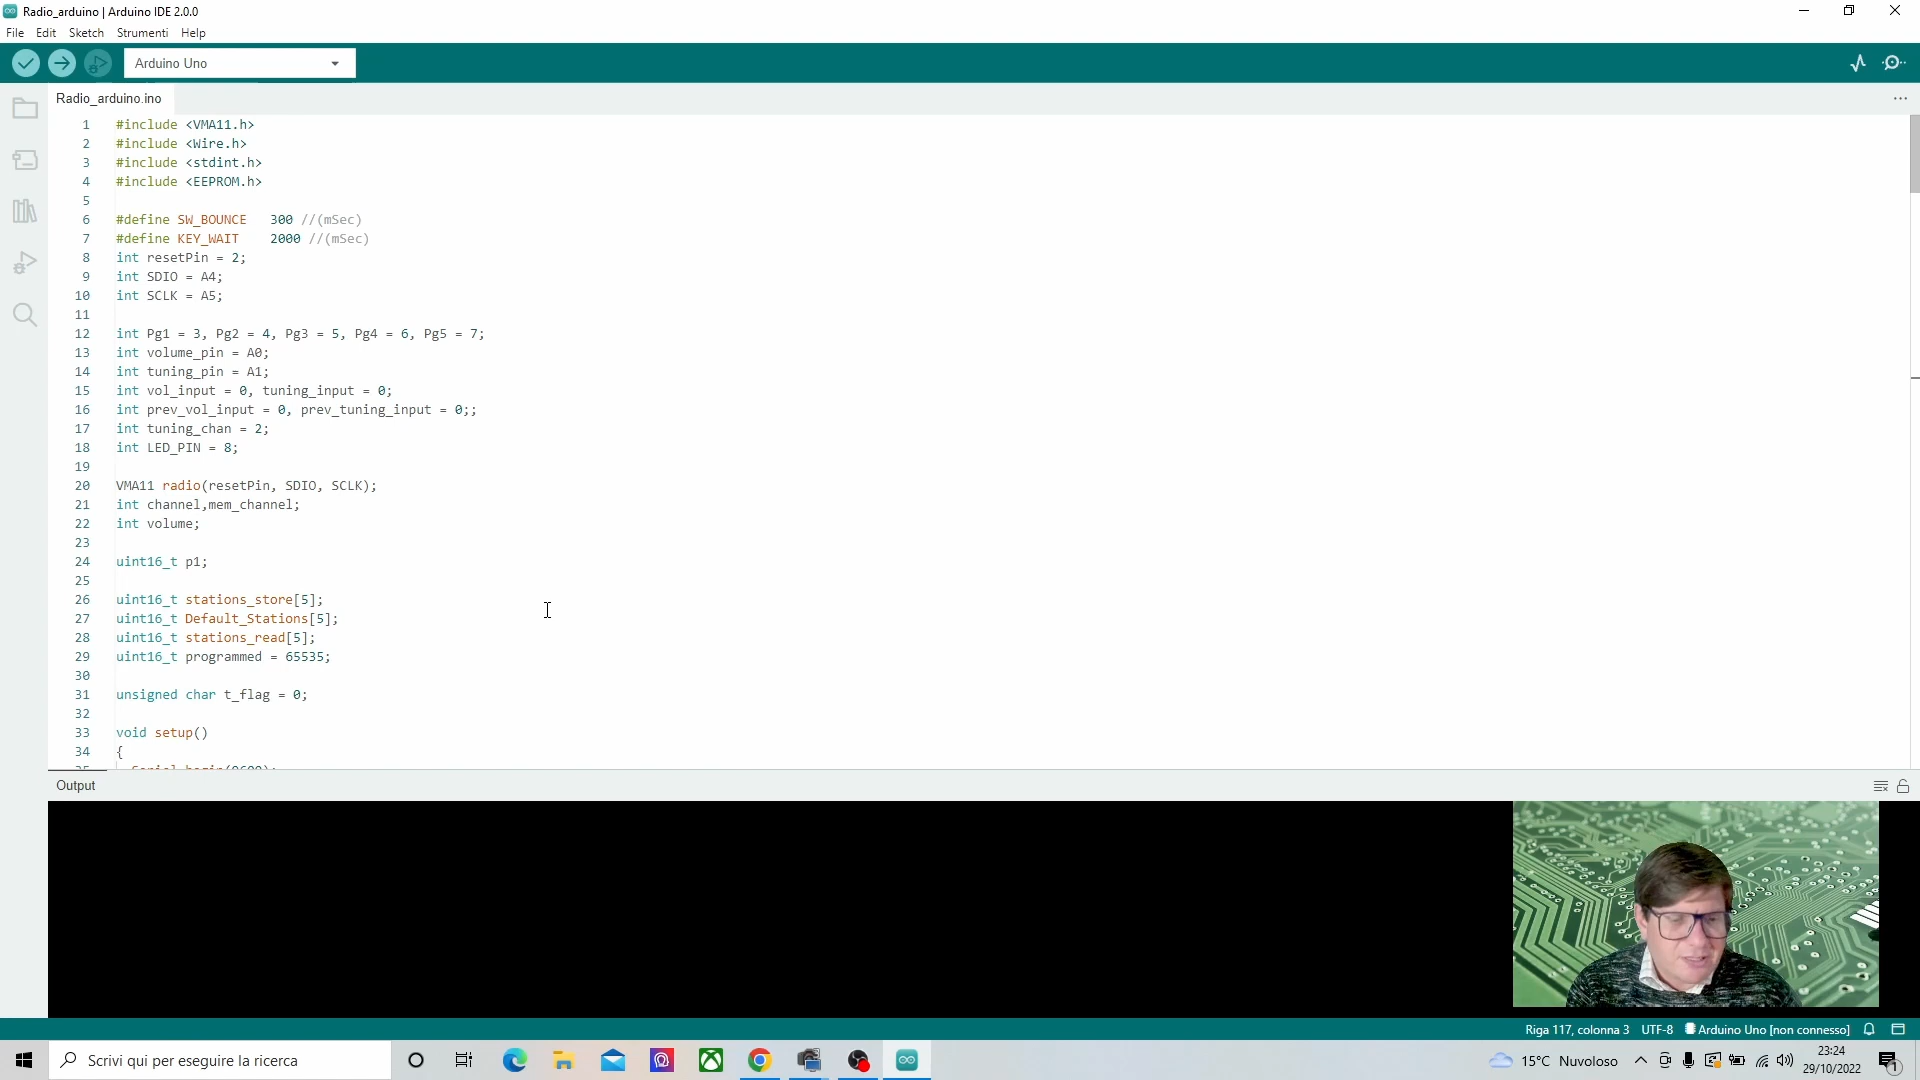 Radio_arduino | Arduino IDE 2.0.0
File Edit Sketch Strumenti Help
Arduino Uno
Radio_arduino.ino
1 #include <VMA11.h>
2 #include <Wire.h>
3 #include <stdint.h>
4 #include <EEPROM.h>
5
6 #define SW_BOUNCE 300 //(mSec)
7 #define KEY_WAIT 2000 //(mSec)
8 int resetPin = 2;
9 int SDIO = A4;
10 int SCLK = A5;
11
12 int Pg1 = 3, Pg2 = 4, Pg3 = 5, Pg4 = 6, Pg5 = 7;
13 int volume_pin = A0;
14 int tuning_pin = A1;
15 int vol_input = 0, tuning_input = 0;
16 int prev_vol_input = 0, prev_tuning_input = 0;;
17 int tuning_chan = 2;
18 int LED_PIN = 8;
19
20 VMA11 radio(resetPin, SDIO, SCLK);
21 int channel,mem_channel;
22 int volume;
23
24 uint16_t p1;
25
26 uint16_t stations_store[5];
27 uint16_t Default_Stations[5];
28 uint16_t stations_read[5];
29 uint16_t programmed = 65535;
30
31 unsigned char t_flag = 0;
32
33 void setup()
34 {
35 Serial.begin(9600);
Output
Riga 117, colonna 3 UTF-8 Arduino Uno [non connesso]
Scrivi qui per eseguire la ricerca
15°C Nuvoloso
23:24
29/10/2022
1